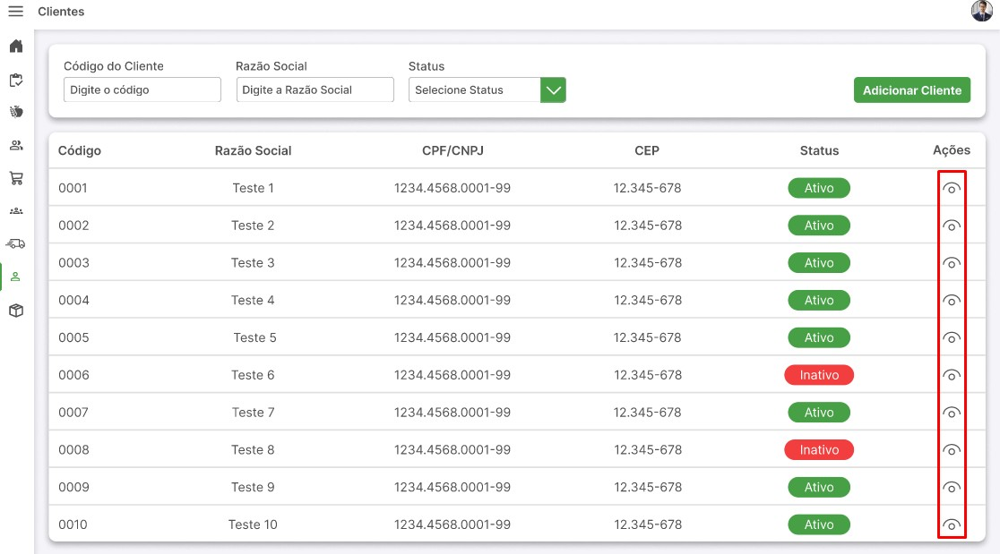 Clientes
Código do Cliente Razão Social Status
Digite o código Digite a Razão Social Selecione Status Adicionar Cliente
Código Razão Social CPF/CNPJ CEP Status Ações
0001 Teste 1 1234.4568.0001-99 12.345-678 Ativo
0002 Teste 2 1234.4568.0001-99 12.345-678 Ativo
0003 Teste 3 1234.4568.0001-99 12.345-678 Ativo
0004 Teste 4 1234.4568.0001-99 12.345-678 Ativo
0005 Teste 5 1234.4568.0001-99 12.345-678 Ativo
0006 Teste 6 1234.4568.0001-99 12.345-678 Inativo
0007 Teste 7 1234.4568.0001-99 12.345-678 Ativo
0008 Teste 8 1234.4568.0001-99 12.345-678 Inativo
0009 Teste 9 1234.4568.0001-99 12.345-678 Ativo
0010 Teste 10 1234.4568.0001-99 12.345-678 Ativo